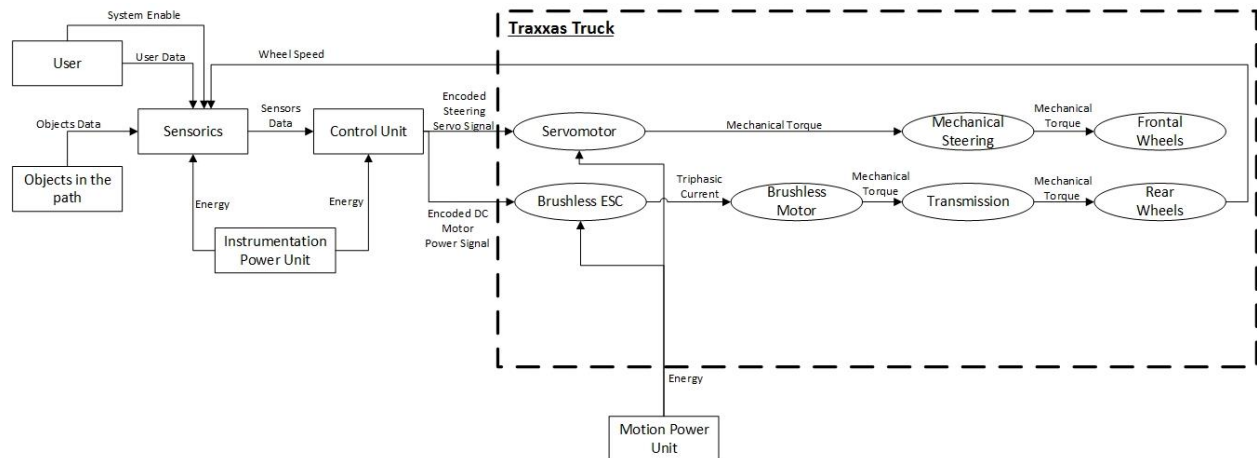 System Enable
Traxxas Truck
User
User Data
Wheel Speed
Objects Data
Sensorics
Sensors
Data
Control Unit
Encoded
Steering
Servo Signal
Servomotor
Mechanical Torque
Mechanical
Steering
Mechanical
Torque
Frontal
Wheels
Objects in the
path
Energy
Energy
Instrumentation
Power Unit
Encoded DC
Motor
Power Signal
Brushless ESC
Triphasic
Current
Brushless
Motor
Mechanical
Torque
Transmission
Mechanical
Torque
Rear
Wheels
Energy
Motion Power
Unit